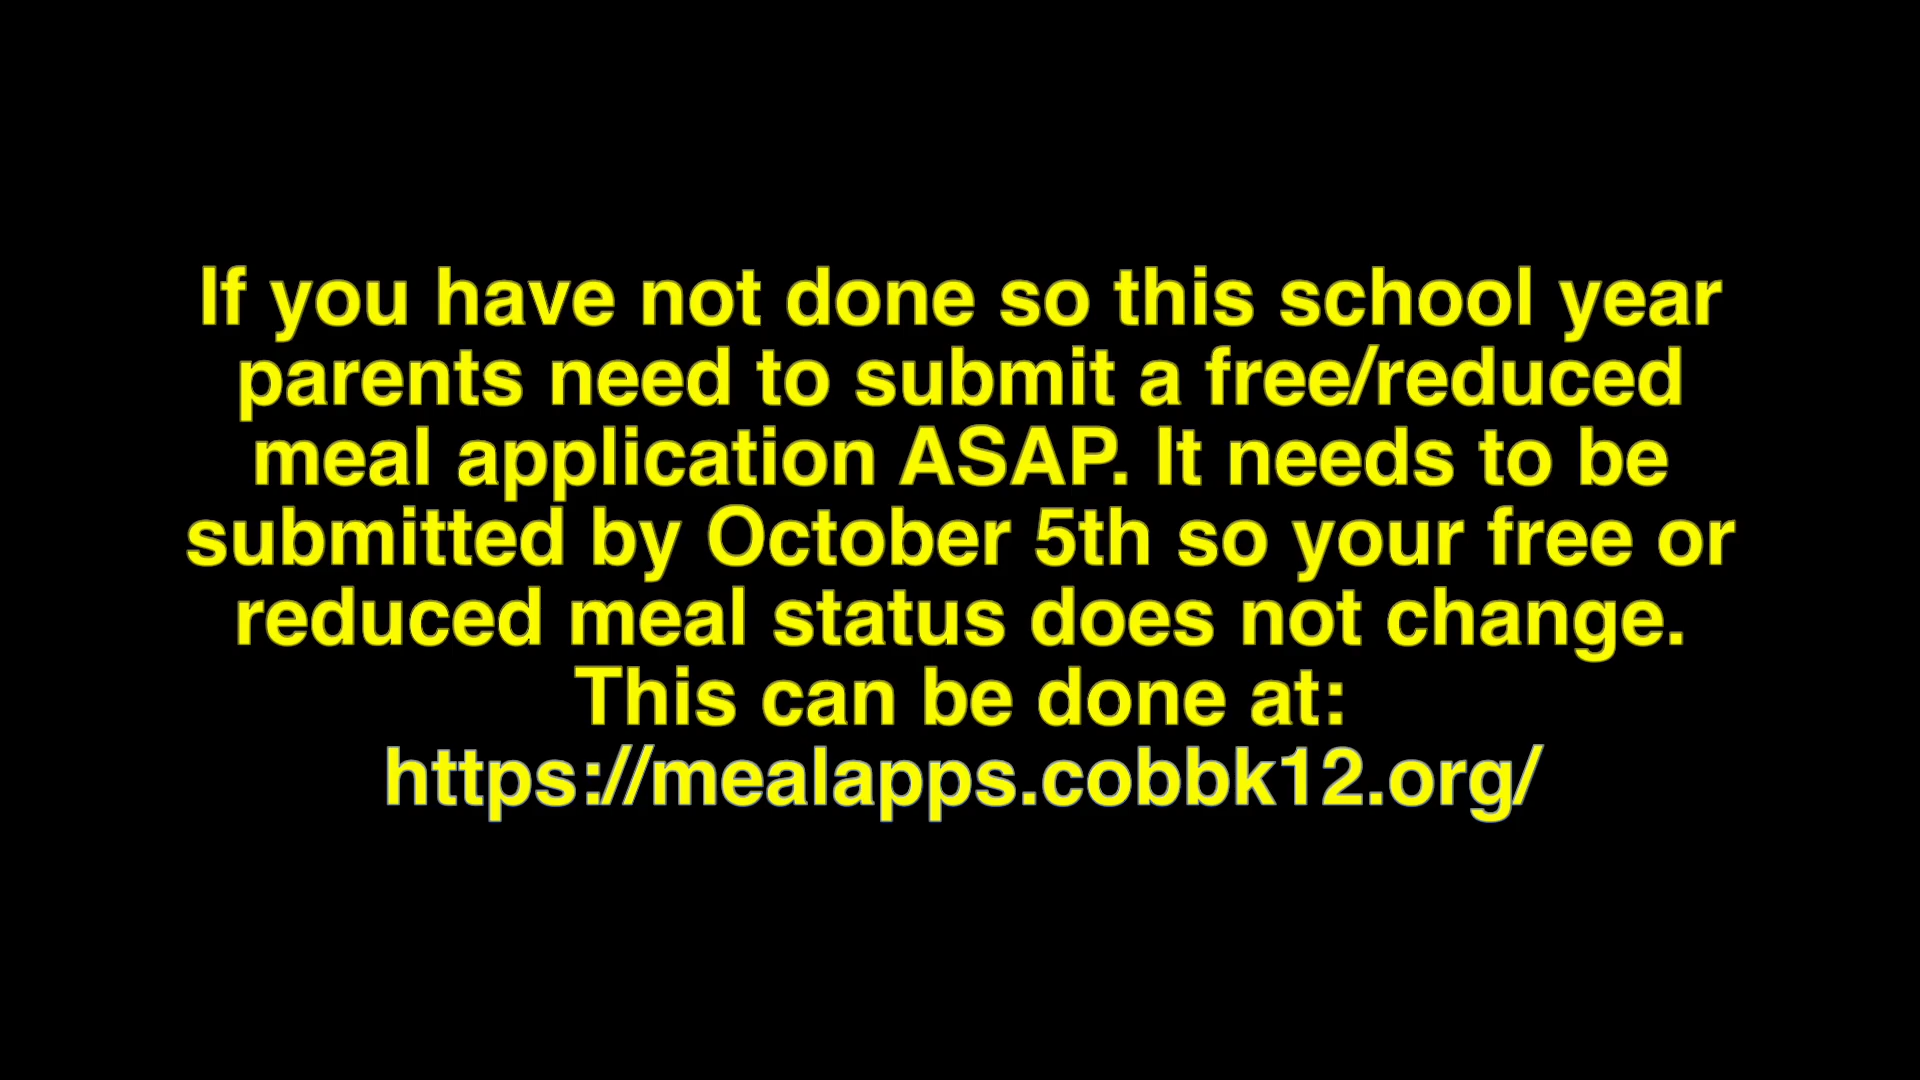 If you have not done so this school year
parents need to submit a free/reduced
meal application ASAP. It needs to be
submitted by October 5th so your free or
reduced meal status does not change.
This can be done at:
https://mealapps.cobbk12.org/